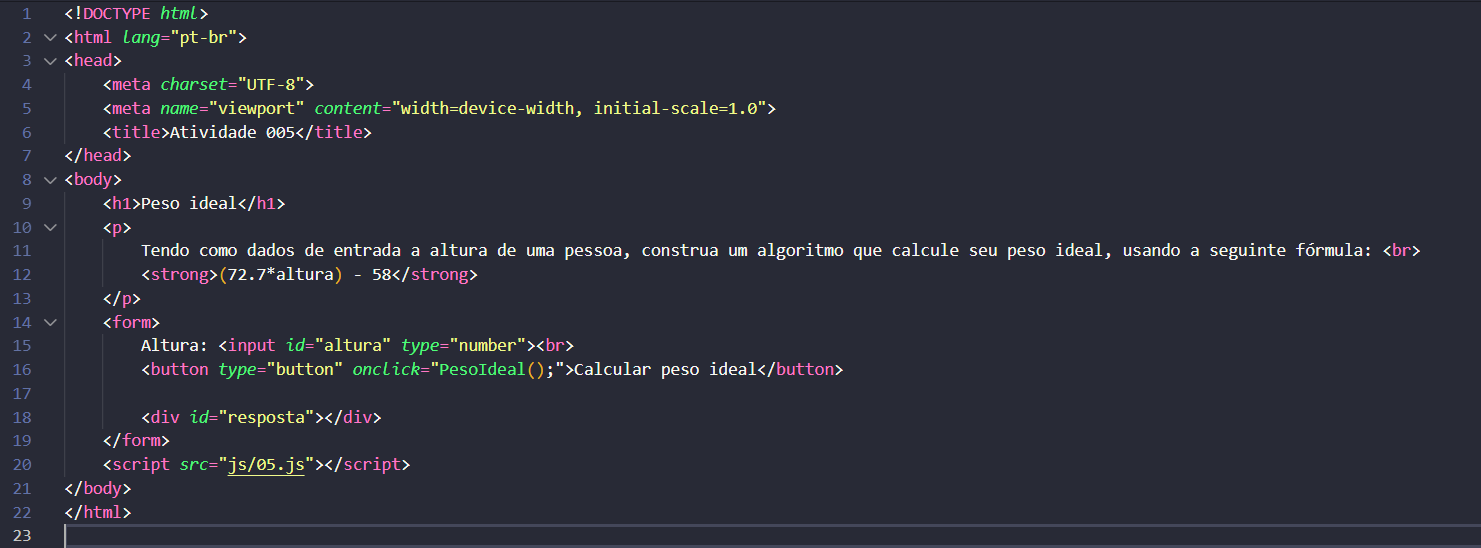 1 <!DOCTYPE html>
2 <html lang="pt-br">
3 <head>
4     <meta charset="UTF-8">
5     <meta name="viewport" content="width=device-width, initial-scale=1.0">
6     <title>Atividade 005</title>
7 </head>
8 <body>
9     <h1>Peso ideal</h1>
10     <p>
11         Tendo como dados de entrada a altura de uma pessoa, construa um algoritmo que calcule seu peso ideal, usando a seguinte fórmula: <br>
12         <strong>(72.7*altura) - 58</strong>
13     </p>
14     <form>
15         Altura: <input id="altura" type="number"><br>
16         <button type="button" onclick="PesoIdeal();">Calcular peso ideal</button>
17
18         <div id="resposta"></div>
19     </form>
20     <script src="js/05.js"></script>
21 </body>
22 </html>
23